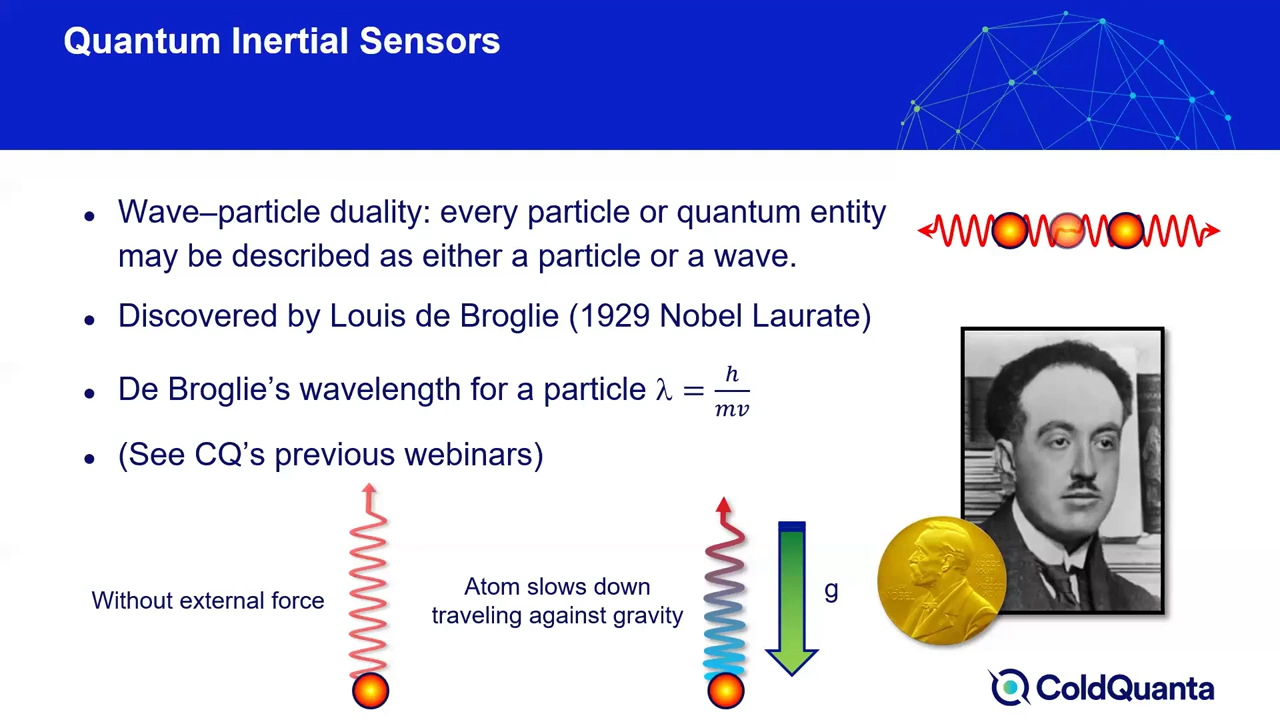 Quantum Inertial Sensors
• Wave–particle duality: every particle or quantum entity
may be described as either a particle or a wave.
• Discovered by Louis de Broglie (1929 Nobel Laurate)
• De Broglie’s wavelength for a particle λ = h/mv
• (See CQ’s previous webinars)
Without external force
Atom slows down
traveling against gravity
g
ColdQuanta